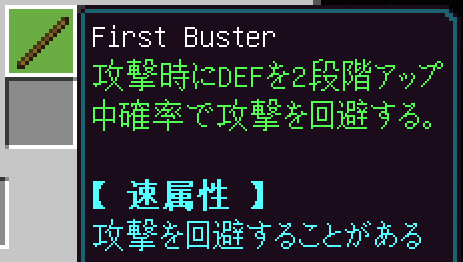 First Buster
攻撃時にDEFを2段階アップ
中確率で攻撃を回避する。
【 速属性 】
攻撃を回避することがある